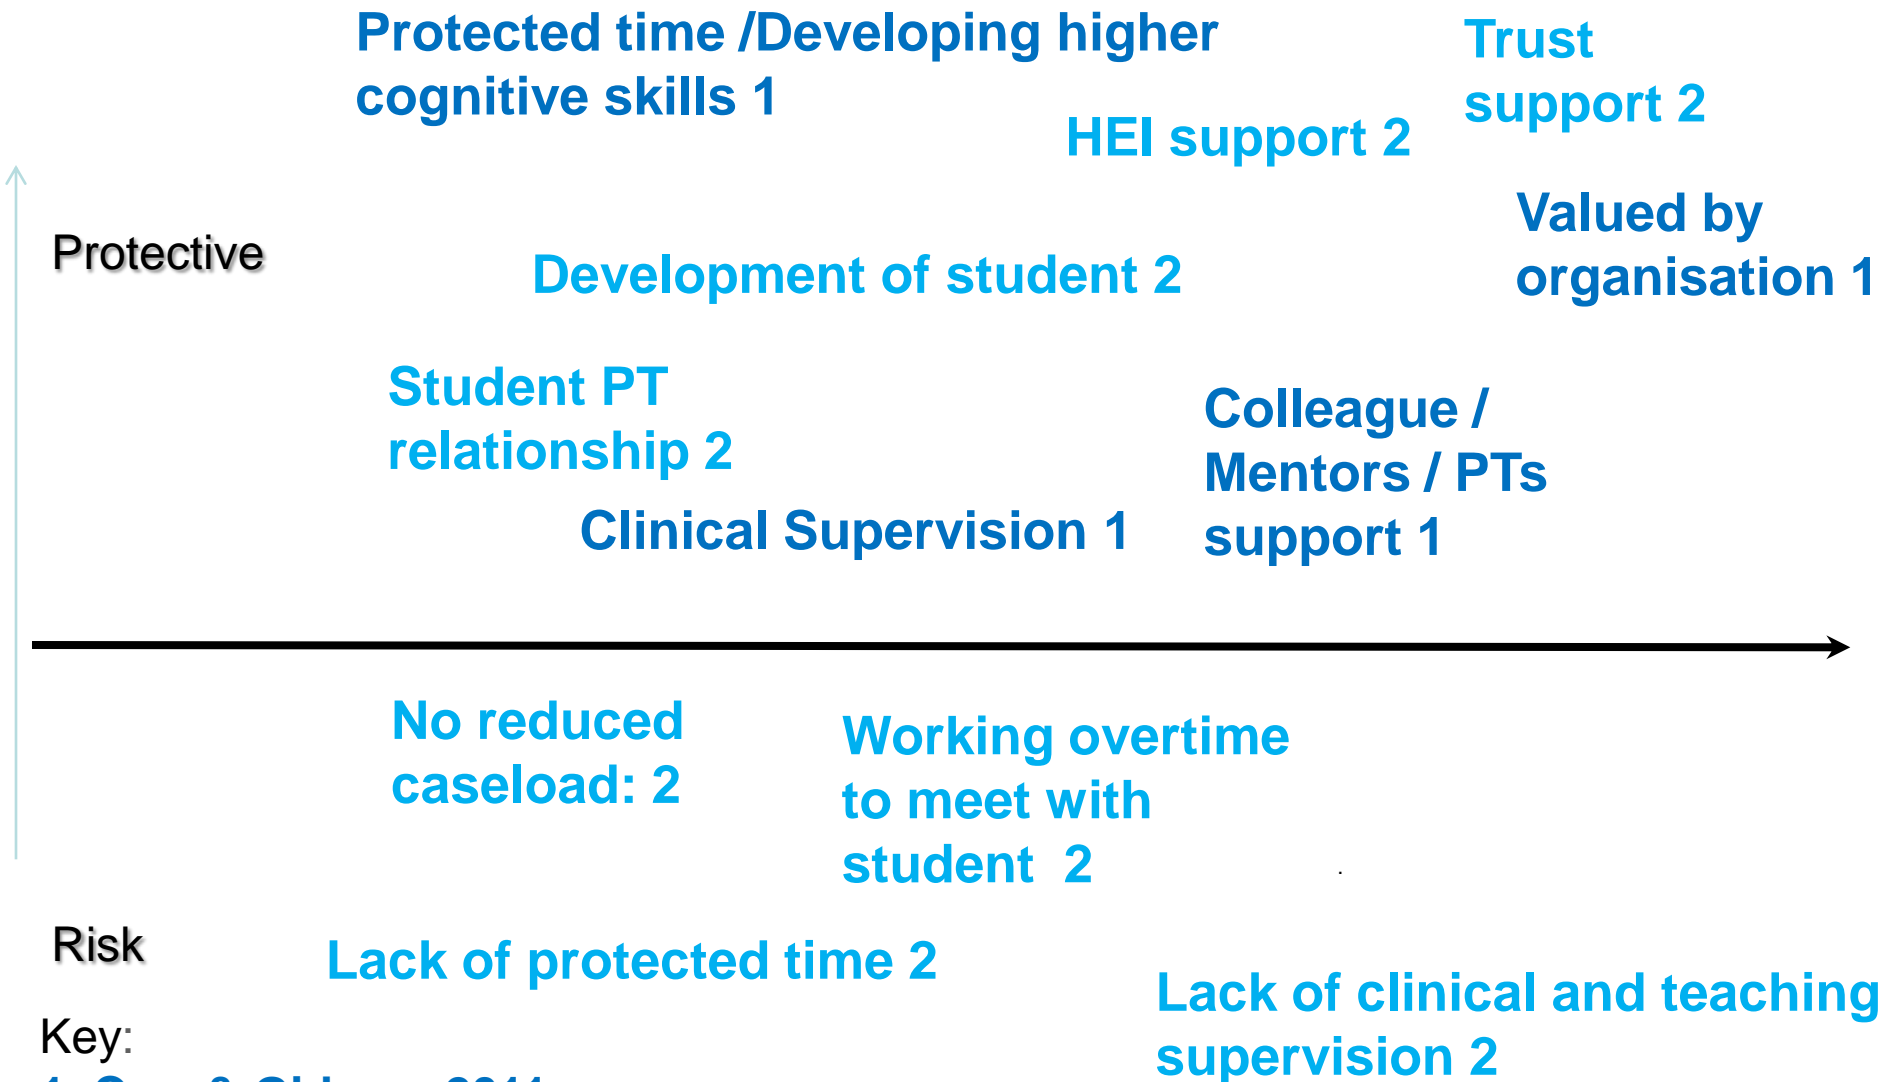 Protected time /Developing higher
cognitive skills 1
Trust
support 2
HEI support 2
Valued by
organisation 1
Protective
Development of student 2
Student PT
relationship 2
Colleague /
Mentors / PTs
support 1
Clinical Supervision 1
No reduced
caseload: 2
Working overtime
to meet with
student  2
.
Risk
Lack of protected time 2
Lack of clinical and teaching
supervision 2
Key: